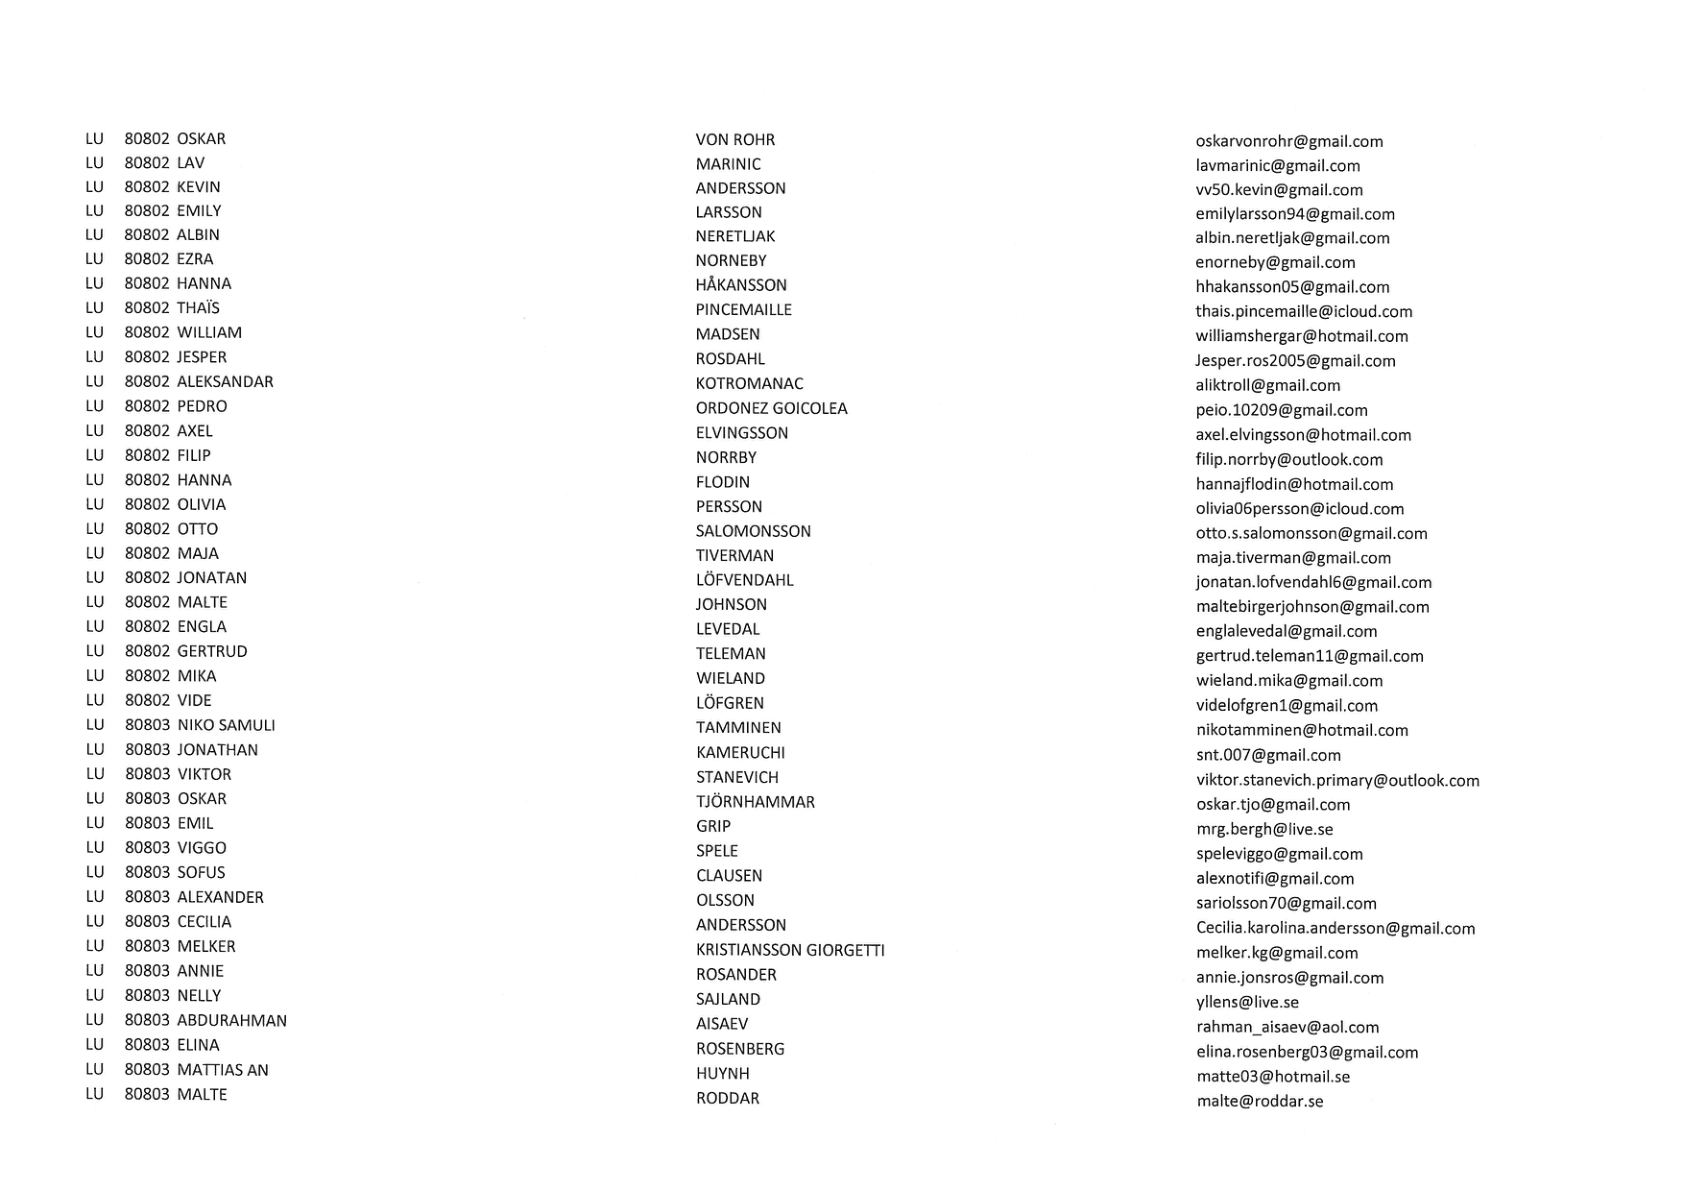 LU 80802 OSKAR VON ROHR oskarvonrohr@gmail.com
LU 80802 LAV MARINIC lavmarinic@gmail.com
LU 80802 KEVIN ANDERSSON vv50.kevin@gmail.com
LU 80802 EMILY LARSSON emilylarsson94@gmail.com
LU 80802 ALBIN NERETLJAK albin.neretljak@gmail.com
LU 80802 EZRA NORNEBY enorneby@gmail.com
LU 80802 HANNA HÅKANSSON hhakansson05@gmail.com
LU 80802 THAÏS PINCEMAILLE thais.pincemaille@icloud.com
LU 80802 WILLIAM MADSEN williamshergar@hotmail.com
LU 80802 JESPER ROSDAHL Jesper.ros2005@gmail.com
LU 80802 ALEKSANDAR KOTROMANAC aliktroll@gmail.com
LU 80802 PEDRO ORDONEZ GOICOLEA peio.10209@gmail.com
LU 80802 AXEL ELVINGSSON axel.elvingsson@hotmail.com
LU 80802 FILIP NORRBY filip.norrby@outlook.com
LU 80802 HANNA FLODIN hannajflodin@hotmail.com
LU 80802 OLIVIA PERSSON olivia06persson@icloud.com
LU 80802 OTTO SALOMONSSON otto.s.salomonsson@gmail.com
LU 80802 MAJA TIVERMAN maja.tiverman@gmail.com
LU 80802 JONATAN LÖFVENDAHL jonatan.lofvendahl6@gmail.com
LU 80802 MALTE JOHNSON maltebirgerjohnson@gmail.com
LU 80802 ENGLA LEVEDAL englalevedal@gmail.com
LU 80802 GERTRUD TELEMAN gertrud.teleman11@gmail.com
LU 80802 MIKA WIELAND wieland.mika@gmail.com
LU 80802 VIDE LÖFGREN videlofgren1@gmail.com
LU 80803 NIKO SAMULI TAMMINEN nikotamminen@hotmail.com
LU 80803 JONATHAN KAMERUCHI snt.007@gmail.com
LU 80803 VIKTOR STANEVICH viktor.stanevich.primary@outlook.com
LU 80803 OSKAR TJÖRNHAMMAR oskar.tjo@gmail.com
LU 80803 EMIL GRIP mrg.bergh@live.se
LU 80803 VIGGO SPELE speleviggo@gmail.com
LU 80803 SOFUS CLAUSEN alexnotifi@gmail.com
LU 80803 ALEXANDER OLSSON sariolsson70@gmail.com
LU 80803 CECILIA ANDERSSON Cecilia.karolina.andersson@gmail.com
LU 80803 MELKER KRISTIANSSON GIORGETTI melker.kg@gmail.com
LU 80803 ANNIE ROSANDER annie.jonsros@gmail.com
LU 80803 NELLY SAJLAND yllens@live.se
LU 80803 ABDURAHMAN AISAEV rahman_aisaev@aol.com
LU 80803 ELINA ROSENBERG elina.rosenberg03@gmail.com
LU 80803 MATTIAS AN HUYNH matte03@hotmail.se
LU 80803 MALTE RODDAR malte@roddar.se